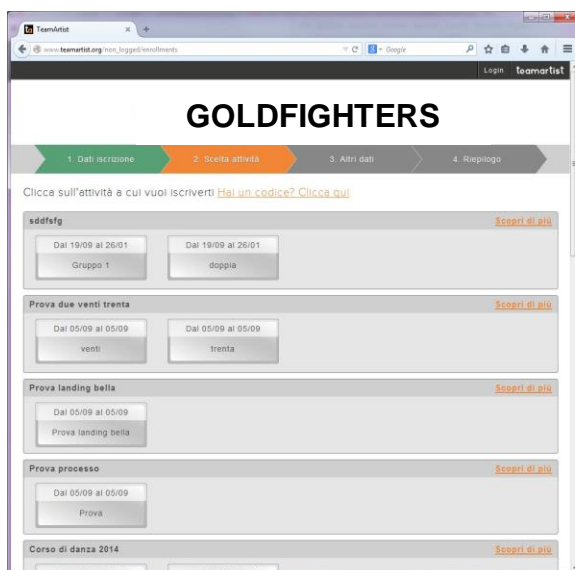 TeamArtist
www.teamartist.org/non_logged/enrollments
Google
Login teamartist
GOLDFIGHTERS
1. Dati iscrizione 2. Scelta attività 3. Altri dati 4. Riepilogo
Clicca sull'attività a cui vuoi iscriverti Hai un codice? Clicca qui
sddfsfg Scopri di più
Dal 19/09 al 26/01 Dal 19/09 al 26/01
Gruppo 1 doppia
Prova due venti trenta Scopri di più
Dal 05/09 al 05/09 Dal 05/09 al 05/09
venti trenta
Prova landing bella Scopri di più
Dal 05/09 al 05/09
Prova landing bella
Prova processo Scopri di più
Dal 05/09 al 05/09
Prova
Corso di danza 2014 Scopri di più